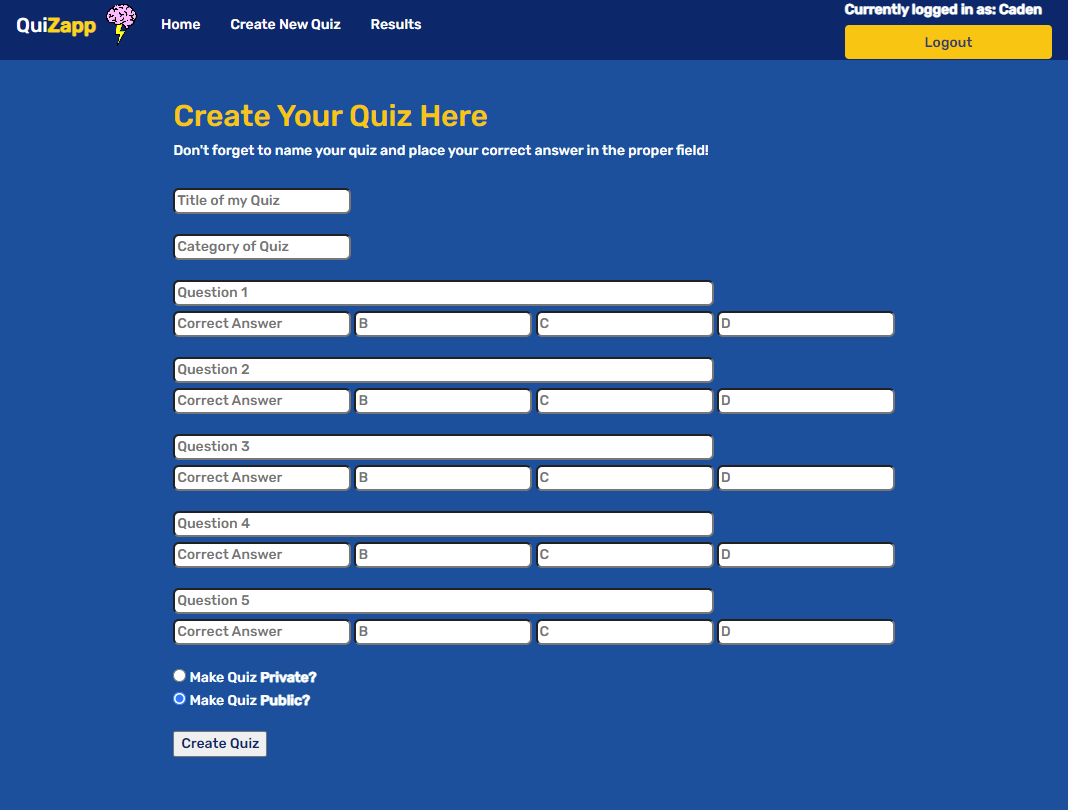 QuiZapp
Home Create New Quiz Results
Currently logged in as: Caden
Logout
Create Your Quiz Here
Don't forget to name your quiz and place your correct answer in the proper field!
Title of my Quiz
Category of Quiz
Question 1
Correct Answer B C D
Question 2
Correct Answer B C D
Question 3
Correct Answer B C D
Question 4
Correct Answer B C D
Question 5
Correct Answer B C D
Make Quiz Private?
Make Quiz Public?
Create Quiz